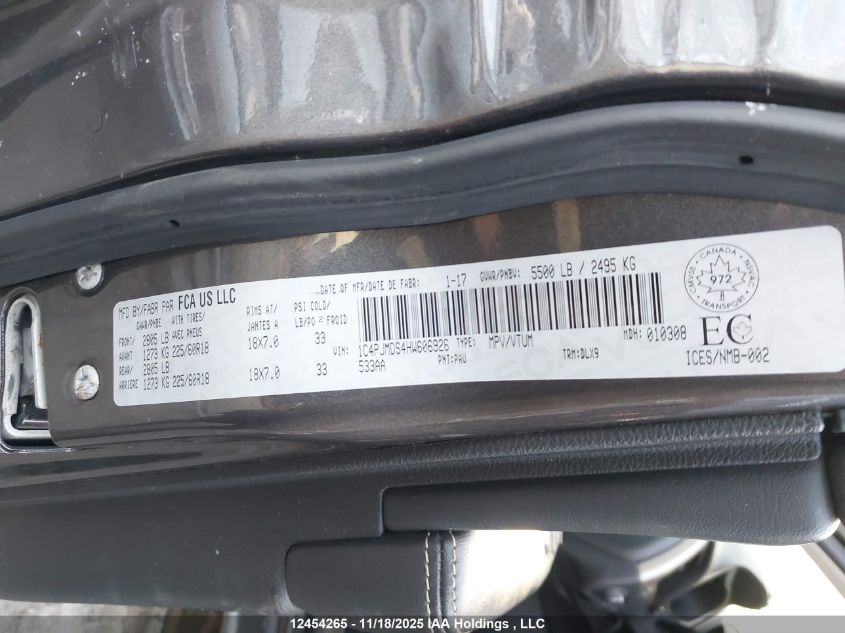 MFD BY/FABR PAR FCA US LLC
DATE OF MFR/DATE DE FABR: 1-17 GVWR/PNBV: 5500 LB / 2495 KG
GAWR/PNBE WITH TIRES/ AVEC PNEUS RIMS AT/ JANTES A PSI COLD/ LB/PO² FROID
FRONT/ AVANT 2805 LB 1273 KG 225/60R18 18X7.0 33
REAR/ ARRIERE 2805 LB 1273 KG 225/60R18 18X7.0 33
VIN: 1C4PJMDS4HW606926 TYPE: MPV/VTUM MDH: 010308
533AA PNT: PAU TRM: DLX9
CANADA
CMVSS NSVAC
972
TRANSPORT
EC
ICES/NMB-002
12454265 - 11/18/2025 IAA Holdings , LLC